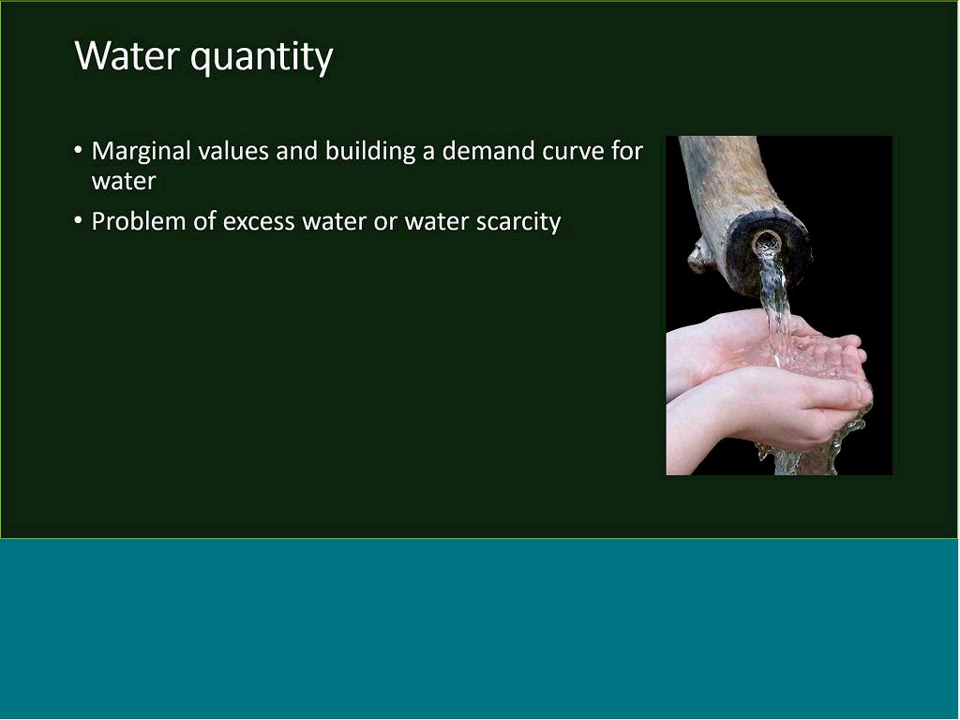 Water quantity
• Marginal values and building a demand curve for
water
• Problem of excess water or water scarcity